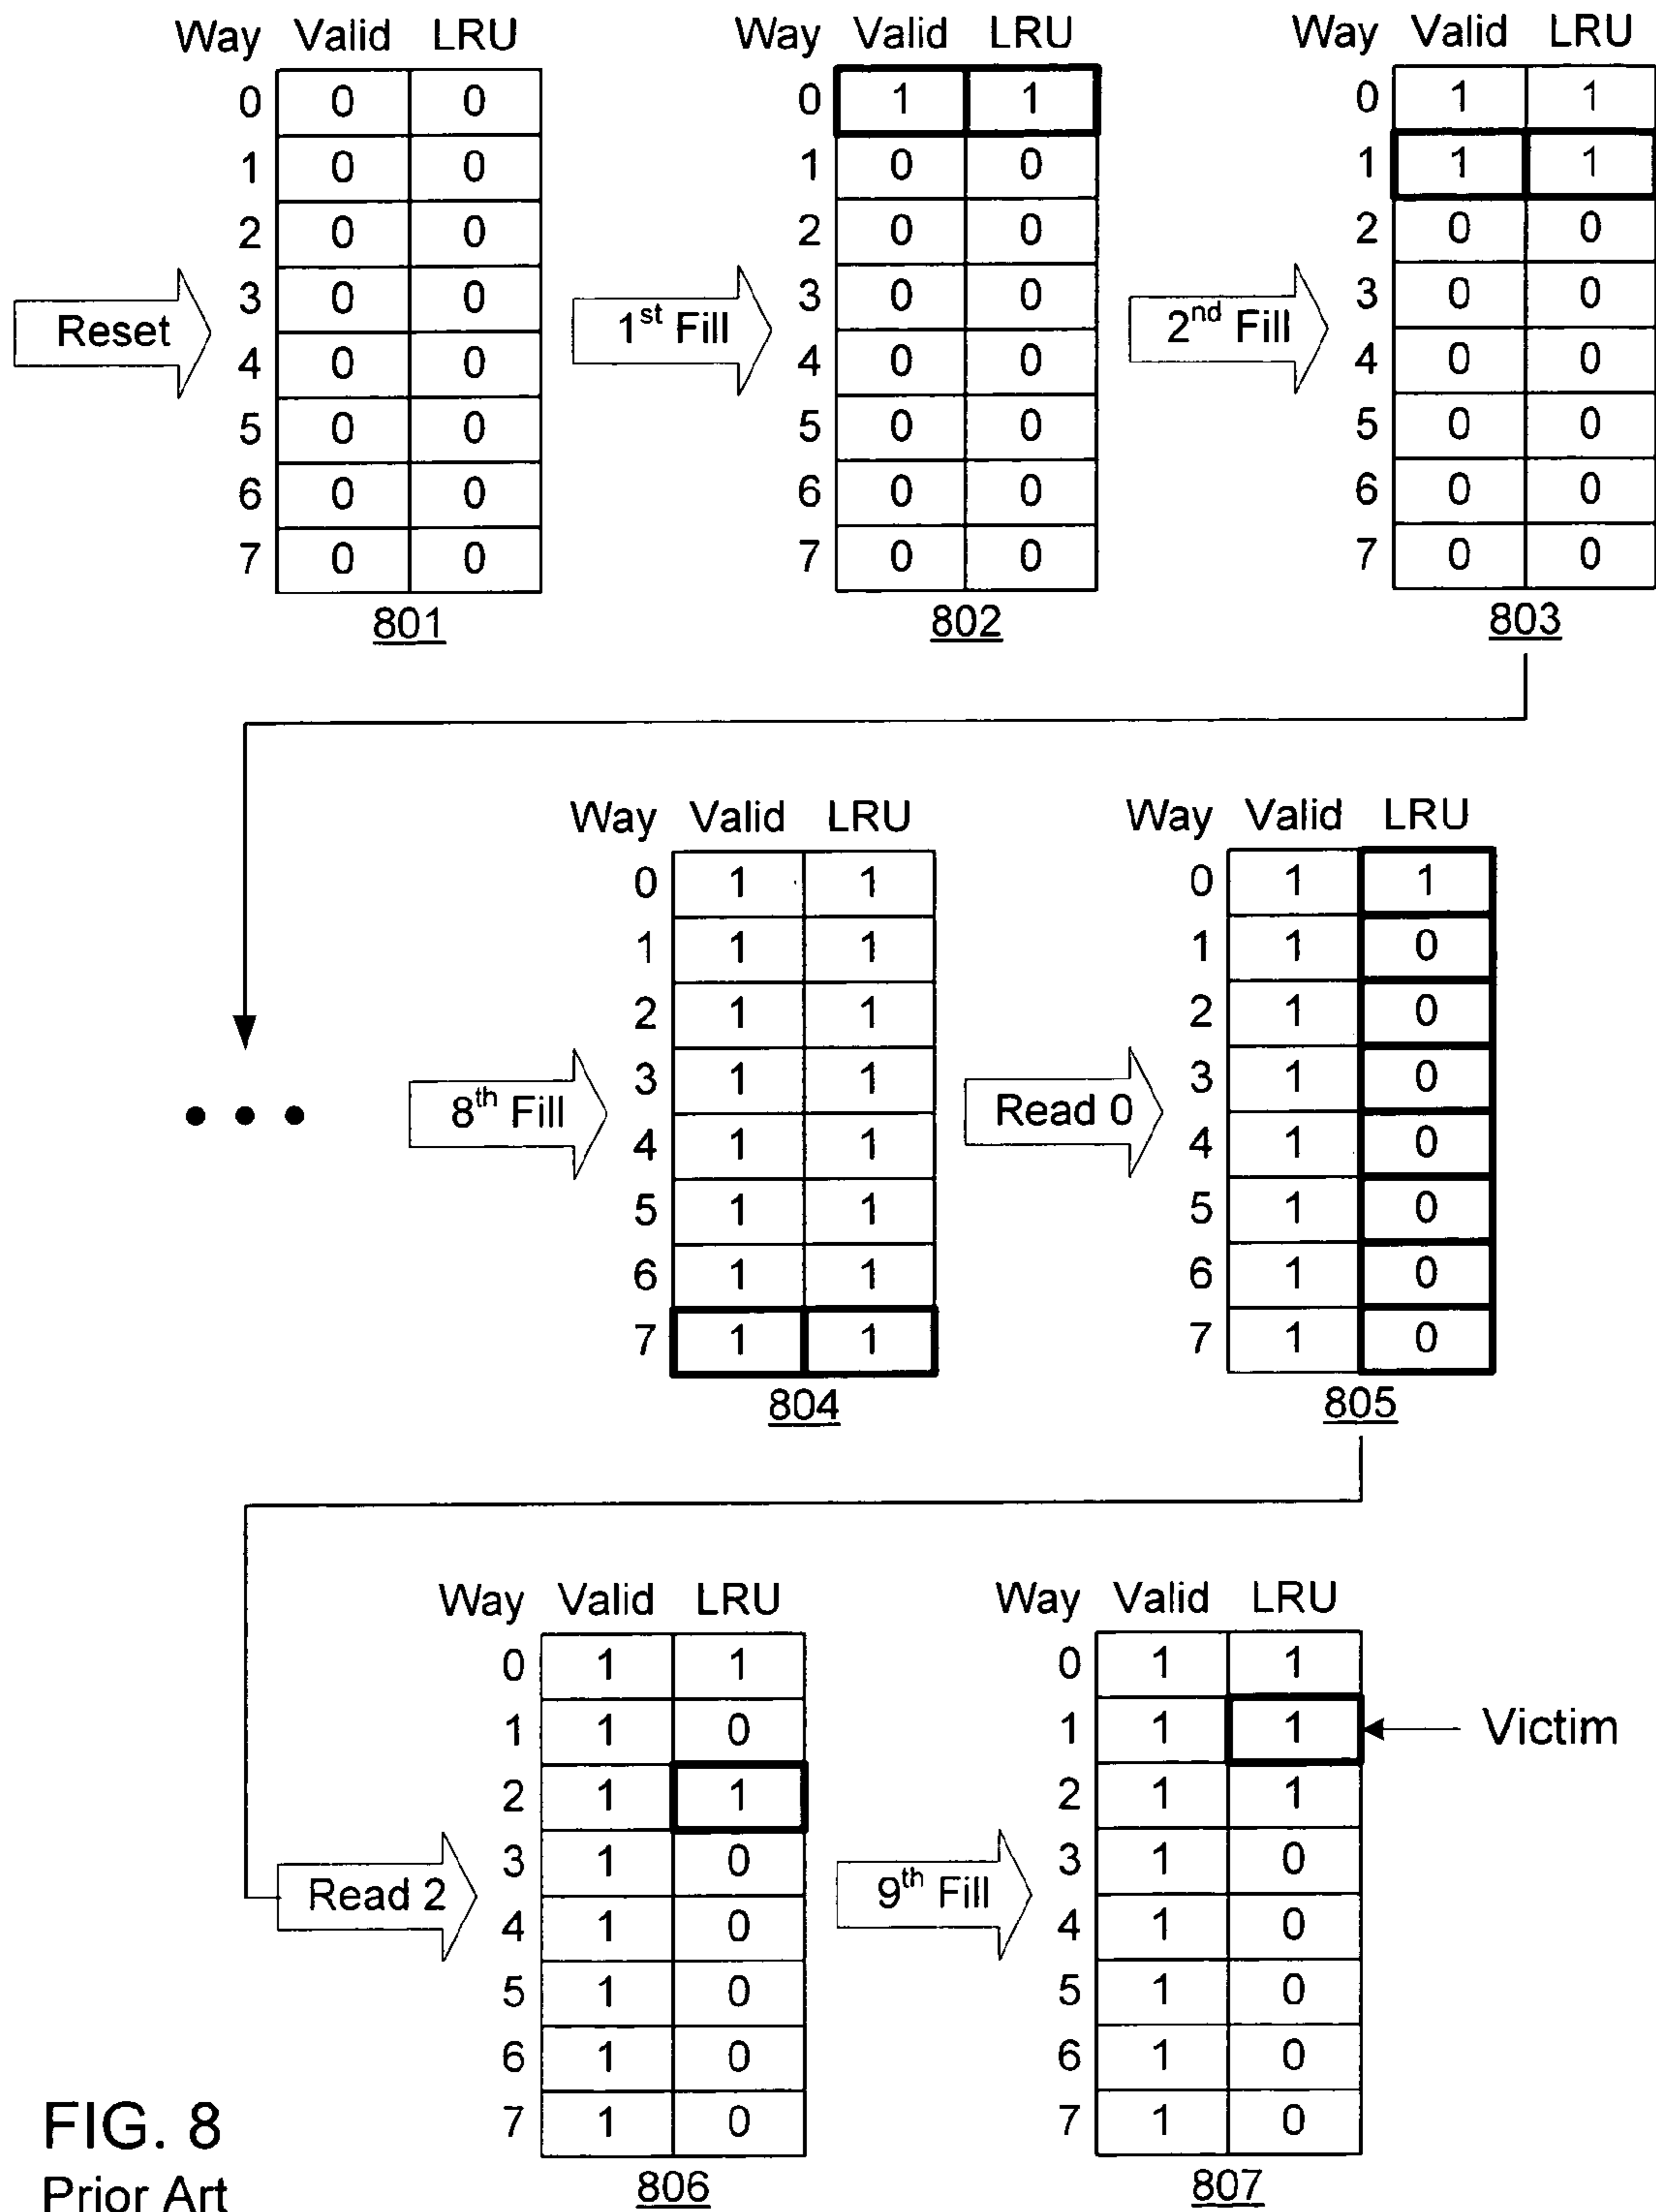 Way Valid LRU
0 0 0
1 0 0
2 0 0
3 0 0
4 0 0
5 0 0
6 0 0
7 0 0
801
Reset
Way Valid LRU
0 1 1
1 0 0
2 0 0
3 0 0
4 0 0
5 0 0
6 0 0
7 0 0
802
1st Fill
Way Valid LRU
0 1 1
1 1 1
2 0 0
3 0 0
4 0 0
5 0 0
6 0 0
7 0 0
803
2nd Fill
• • •
8th Fill
Way Valid LRU
0 1 1
1 1 1
2 1 1
3 1 1
4 1 1
5 1 1
6 1 1
7 1 1
804
Read 0
Way Valid LRU
0 1 1
1 1 0
2 1 0
3 1 0
4 1 0
5 1 0
6 1 0
7 1 0
805
Read 2
Way Valid LRU
0 1 1
1 1 0
2 1 1
3 1 0
4 1 0
5 1 0
6 1 0
7 1 0
806
9th Fill
Way Valid LRU
0 1 1
1 1 1
2 1 1
3 1 0
4 1 0
5 1 0
6 1 0
7 1 0
807
Victim
FIG. 8
Prior Art